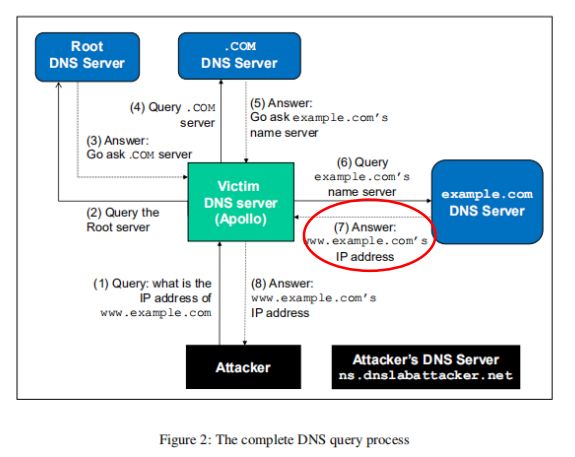 Root
DNS Server
.COM
DNS Server
(4) Query .COM
server
(5) Answer:
Go ask example.com's
name server
(3) Answer:
Go ask .COM server
(6) Query
example.com's
name server
Victim
DNS server
(Apollo)
example.com
DNS Server
(2) Query the
Root server
(7) Answer:
www.example.com's
IP address
(1) Query: what is the
IP address of
www.example.com
(8) Answer:
www.example.com's
IP address
Attacker
Attacker's DNS Server
ns.dnslabattacker.net
Figure 2: The complete DNS query process